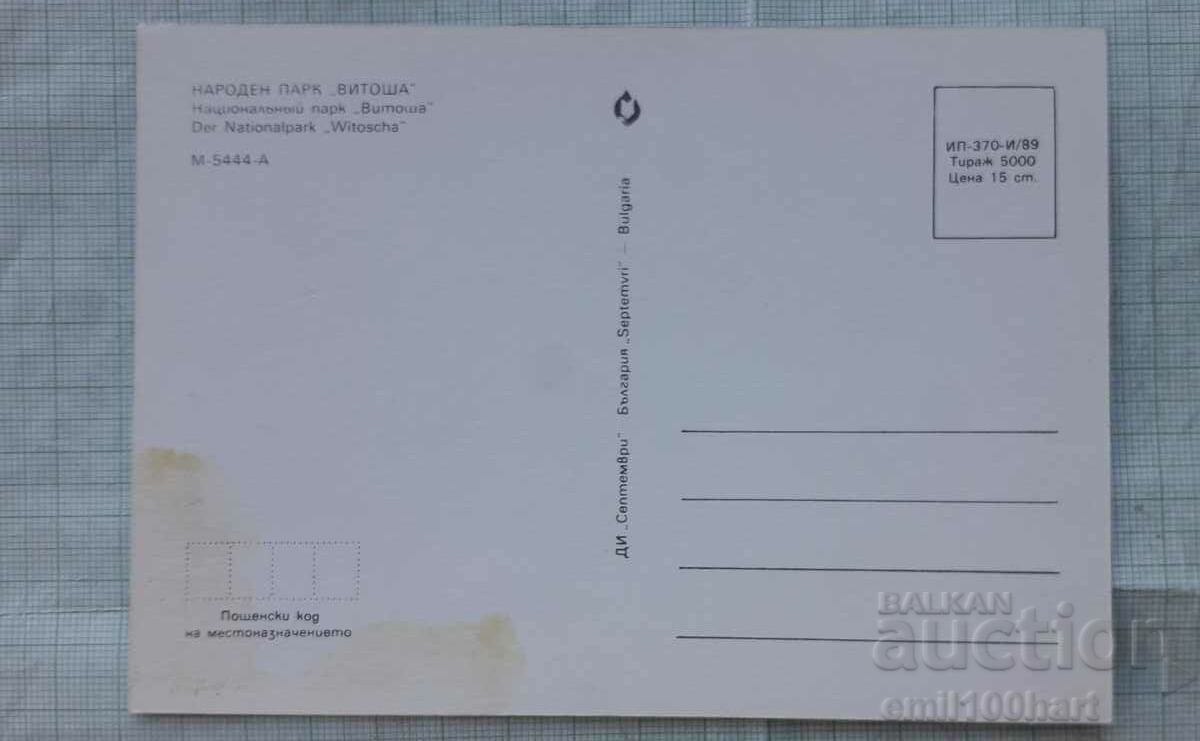 НАРОДЕН ПАРК „ВИТОША"
Национальный парк „Витоша"
Der Nationalpark „Witoscha"
М-5444-А
ДИ „Септември" България „Septemvri" – Bulgaria
ИП-370-И/89
Тираж 5000
Цена 15 ст.
Пощенски код
на местоназначението
BALKAN
auction
emil100hart